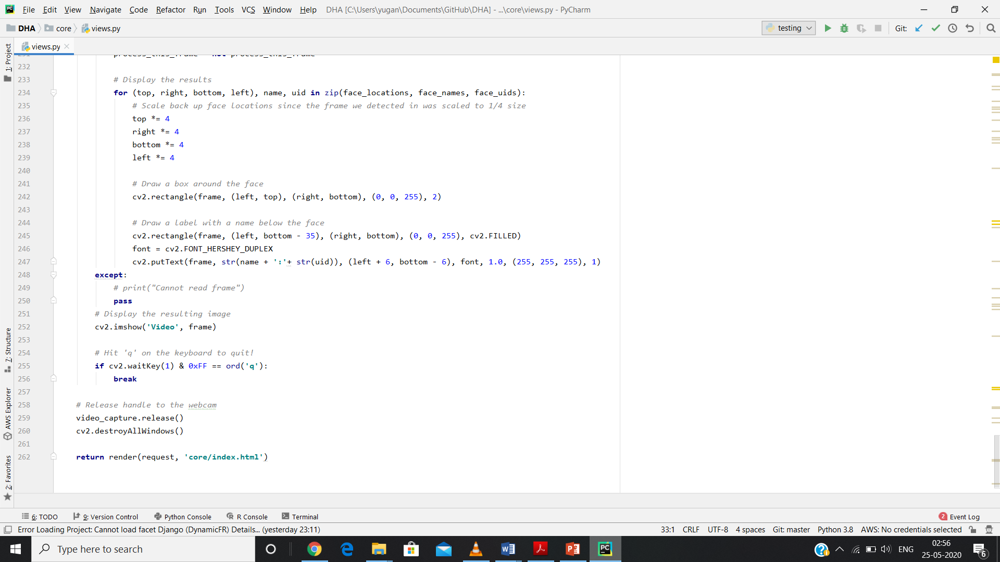 File Edit View Navigate Code Refactor Run Tools VCS Window Help DHA [C:\Users\yugan\Documents\GitHub\DHA] - ...\core\views.py - PyCharm
DHA core views.py testing Git:
views.py
1: Project
7: Structure
AWS Explorer
2: Favorites
231 process_this_frame = not process_this_frame
232
233 # Display the results
234 for (top, right, bottom, left), name, uid in zip(face_locations, face_names, face_uids):
235 # Scale back up face locations since the frame we detected in was scaled to 1/4 size
236 top *= 4
237 right *= 4
238 bottom *= 4
239 left *= 4
240
241 # Draw a box around the face
242 cv2.rectangle(frame, (left, top), (right, bottom), (0, 0, 255), 2)
243
244 # Draw a label with a name below the face
245 cv2.rectangle(frame, (left, bottom - 35), (right, bottom), (0, 0, 255), cv2.FILLED)
246 font = cv2.FONT_HERSHEY_DUPLEX
247 cv2.putText(frame, str(name + ':'+ str(uid)), (left + 6, bottom - 6), font, 1.0, (255, 255, 255), 1)
248 except:
249 # print("Cannot read frame")
250 pass
251 # Display the resulting image
252 cv2.imshow('Video', frame)
253
254 # Hit 'q' on the keyboard to quit!
255 if cv2.waitKey(1) & 0xFF == ord('q'):
256 break
257
258 # Release handle to the webcam
259 video_capture.release()
260 cv2.destroyAllWindows()
261
262 return render(request, 'core/index.html')
6: TODO 9: Version Control Python Console R Console Terminal 2 Event Log
Error Loading Project: Cannot load facet Django (DynamicFR) Details... (yesterday 23:11) 33:1 CRLF UTF-8 4 spaces Git: master Python 3.8 AWS: No credentials selected
Type here to search ENG 02:56
25-05-2020 6